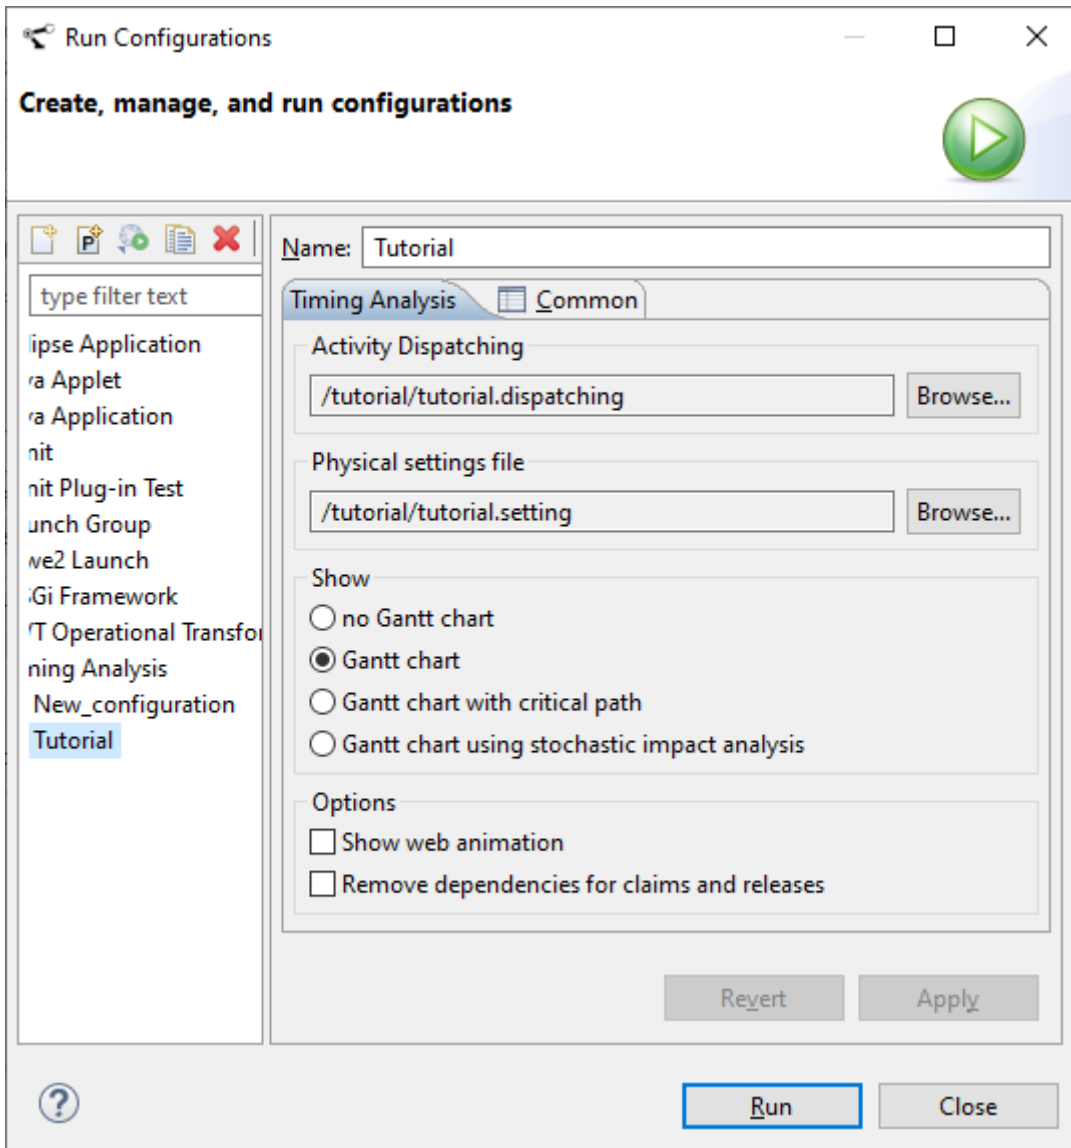 Run Configurations
Create, manage, and run configurations
Name: Tutorial
type filter text
Timing Analysis
Common
lipse Application
va Applet
va Application
nit
nit Plug-in Test
unch Group
we2 Launch
Gi Framework
T Operational Transfor
ning Analysis
New_configuration
Tutorial
Activity Dispatching
/tutorial/tutorial.dispatching
Browse...
Physical settings file
/tutorial/tutorial.setting
Browse...
Show
no Gantt chart
Gantt chart
Gantt chart with critical path
Gantt chart using stochastic impact analysis
Options
Show web animation
Remove dependencies for claims and releases
Revert
Apply
?
Run
Close